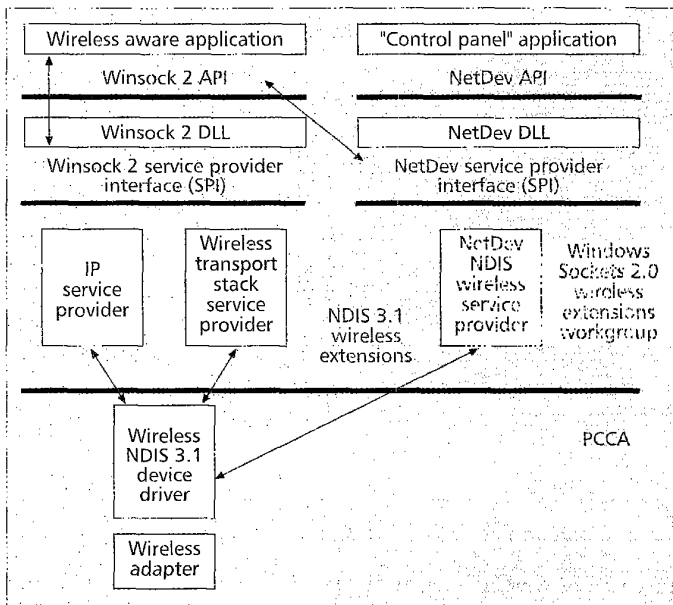 Wireless aware application
"Control panel" application
Winsock 2 API
NetDev API
Winsock 2 DLL
NetDev DLL
Winsock 2 service provider
interface (SPI)
NetDev service provider
interface (SPI)
IP
service
provider
Wireless
transport
stack
service
provider
NDIS 3.1
wireless
extensions
NetDev
NDIS
wireless
service
provider
Windows
Sockets 2.0
wireless
extensions
workgroup
Wireless
NDIS 3.1
device
driver
PCCA
Wireless
adapter